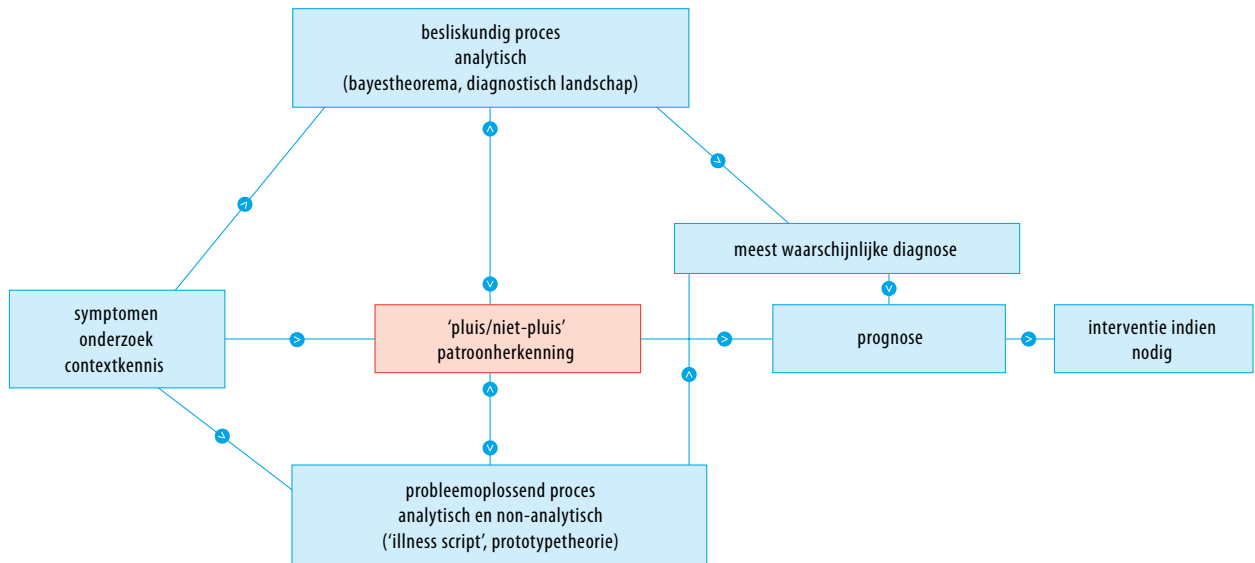 besliskundig proces
analytisch
(bayestheorema, diagnostisch landschap)
meest waarschijnlijke diagnose
symptomen
onderzoek
contextkennis
‘pluis/niet-pluis’
patroonherkenning
prognose
interventie indien
nodig
probleemoplossend proces
analytisch en non-analytisch
(‘illness script’, prototypetheorie)